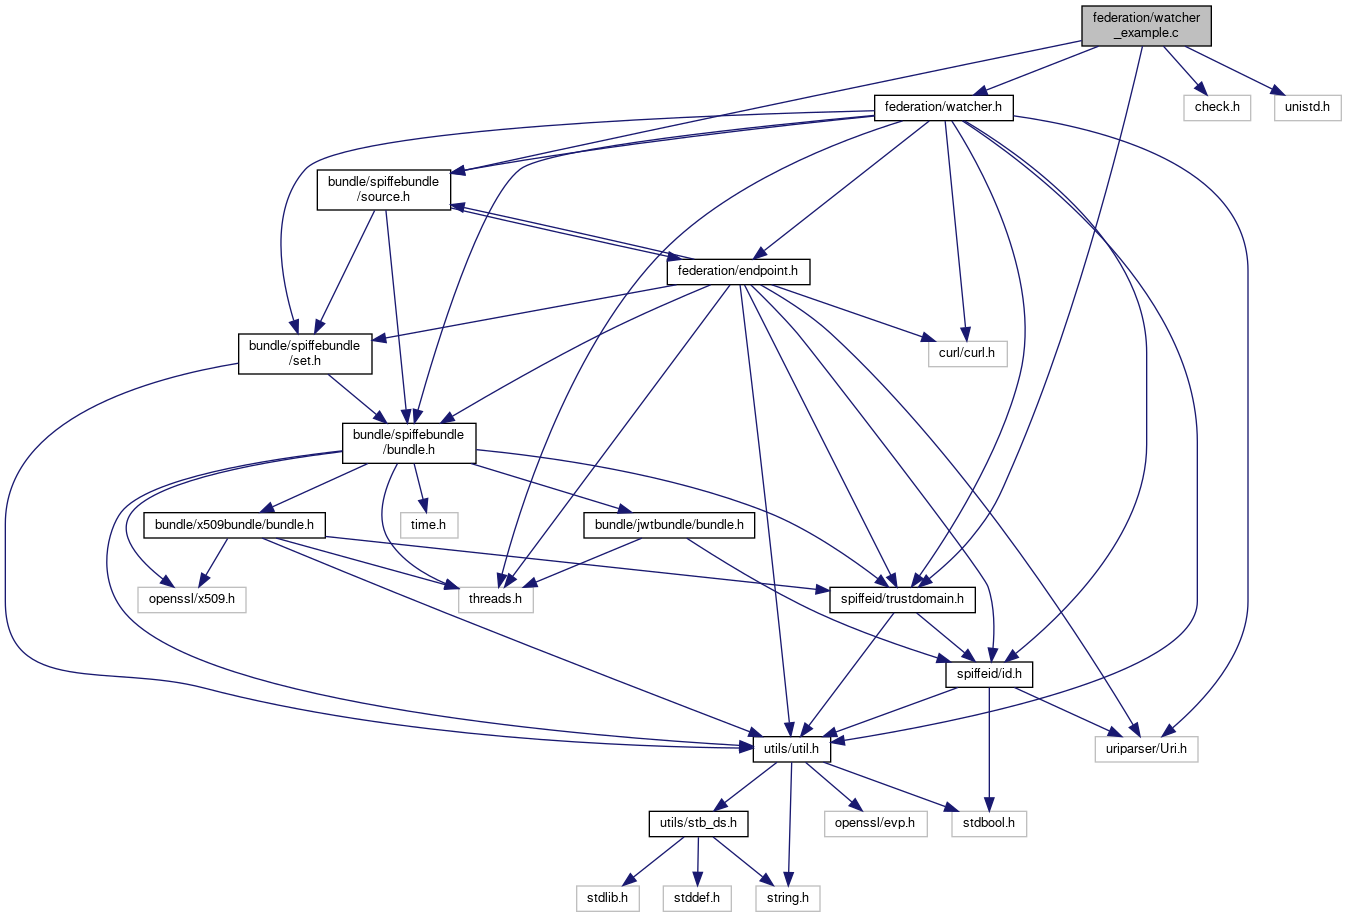 federation/watcher
_example.c
federation/watcher.h
check.h
unistd.h
bundle/spiffebundle
/source.h
federation/endpoint.h
bundle/spiffebundle
/set.h
curl/curl.h
bundle/spiffebundle
/bundle.h
bundle/x509bundle/bundle.h
time.h
bundle/jwtbundle/bundle.h
openssl/x509.h
threads.h
spiffeid/trustdomain.h
spiffeid/id.h
utils/util.h
uriparser/Uri.h
utils/stb_ds.h
openssl/evp.h
stdbool.h
stdlib.h
stddef.h
string.h